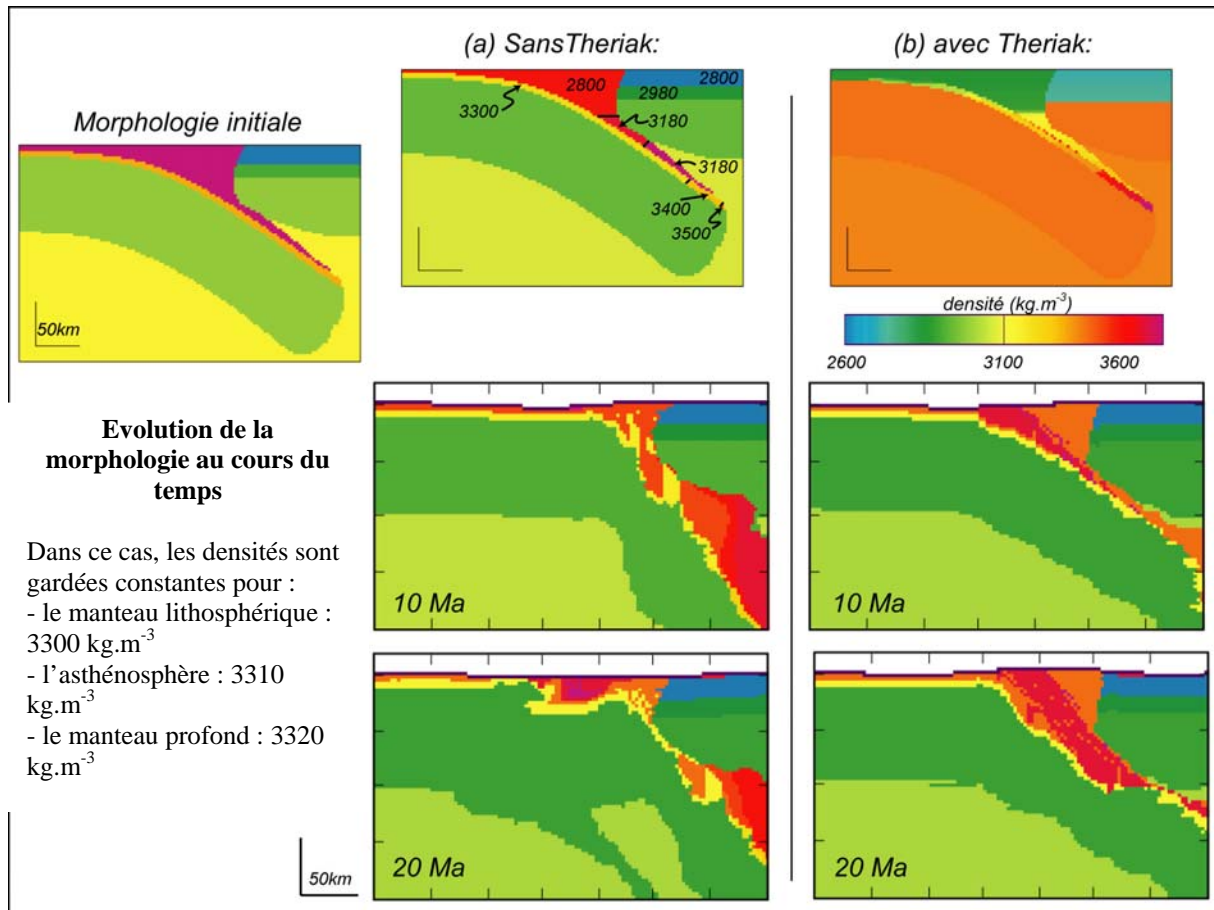 (a) SansTheriak:
(b) avec Theriak:
Morphologie initiale
50km
2800
2800
2980
3300
3180
3180
3400
3500
densité (kg.m-3)
2600
3100
3600
Evolution de la
morphologie au cours du
temps
Dans ce cas, les densités sont
gardées constantes pour :
- le manteau lithosphérique :
3300 kg.m-3
- l’asthénosphère : 3310
kg.m-3
- le manteau profond : 3320
kg.m-3
10 Ma
10 Ma
20 Ma
20 Ma
50km